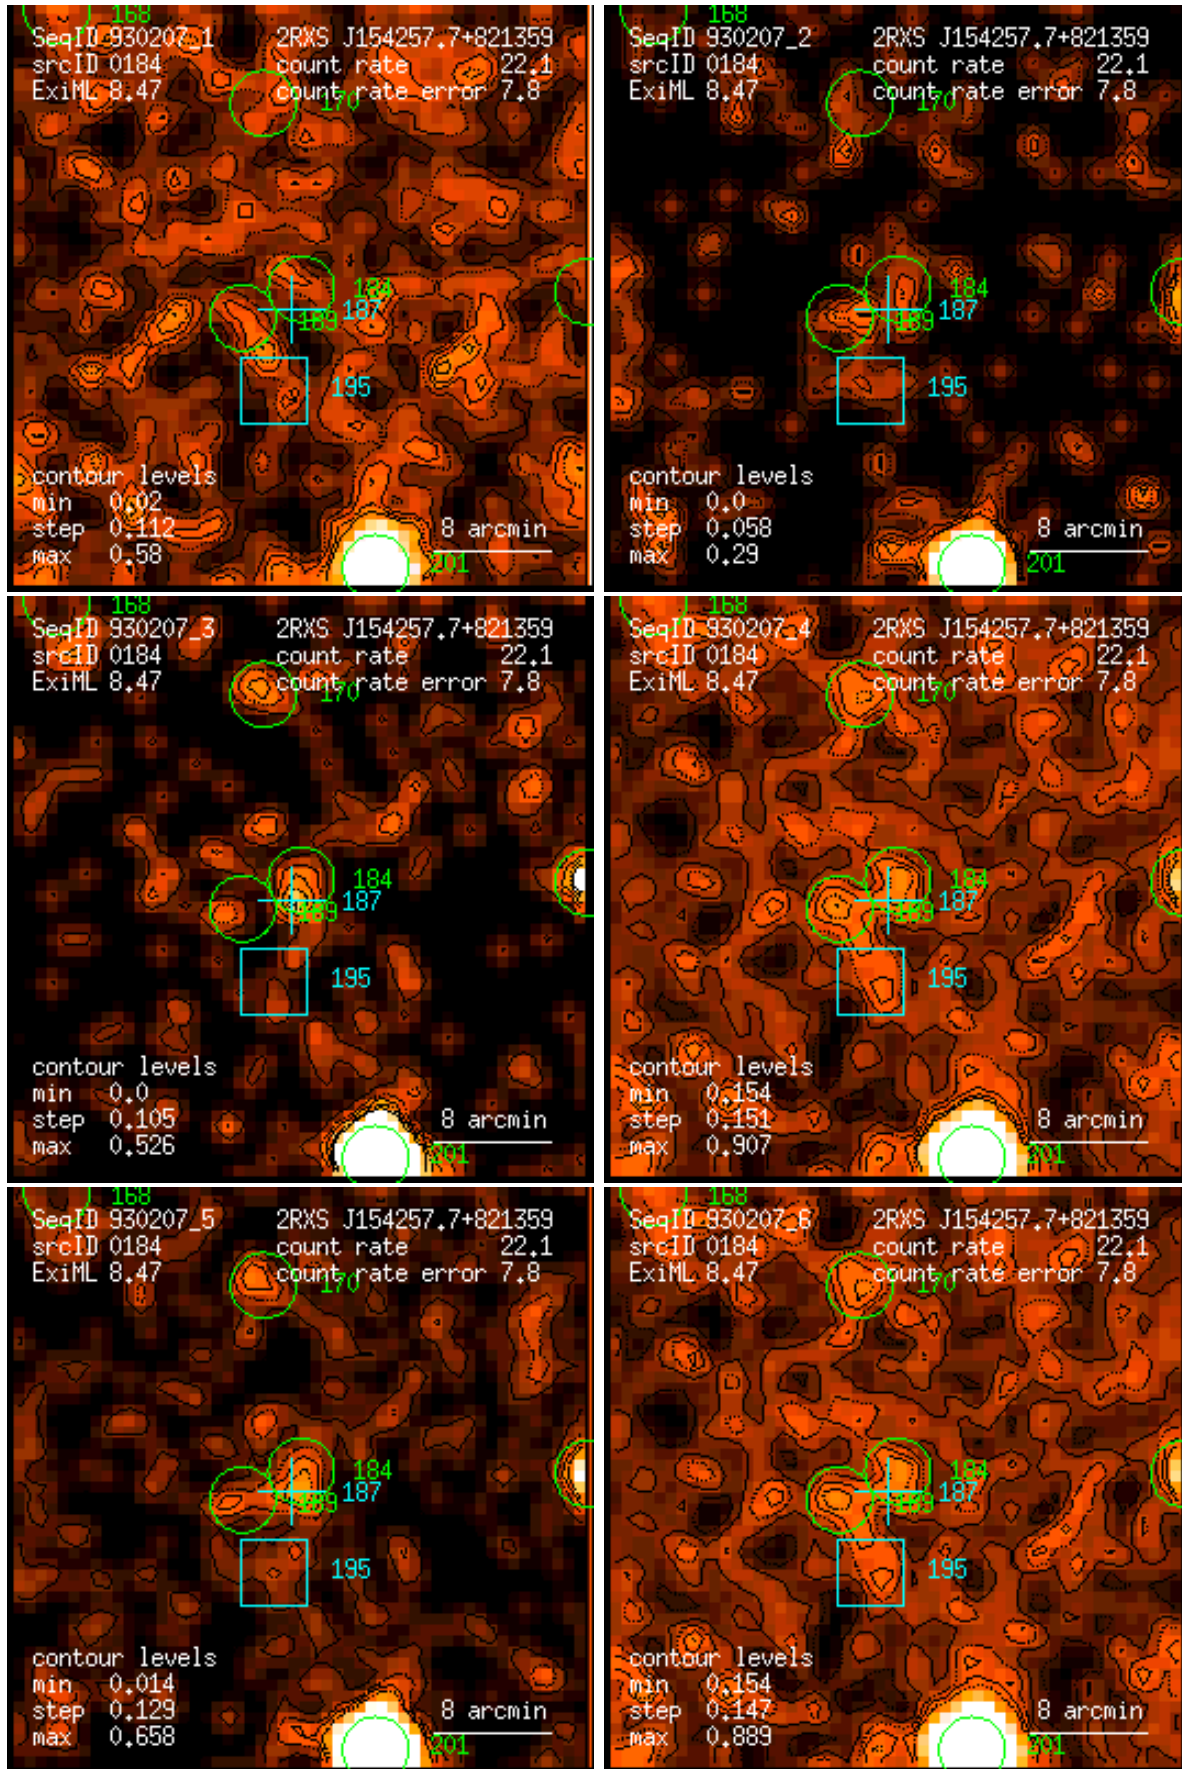 168
SeqID 930207_1 2RXS J154257.7+821359
srcID 0184 count rate 22.1
ExiML 8.47 count rate error 7.8
170
184
187
189
195
contour levels
min 0.02
step 0.112
max 0.58
8 arcmin
201
168
SeqID 930207_2 2RXS J154257.7+821359
srcID 0184 count rate 22.1
ExiML 8.47 count rate error 7.8
170
184
187
189
195
contour levels
min 0.0
step 0.058
max 0.29
8 arcmin
201
168
SeqID 930207_3 2RXS J154257.7+821359
srcID 0184 count rate 22.1
ExiML 8.47 count rate error 7.8
170
184
187
189
195
contour levels
min 0.0
step 0.105
max 0.526
8 arcmin
201
168
SeqID 930207_4 2RXS J154257.7+821359
srcID 0184 count rate 22.1
ExiML 8.47 count rate error 7.8
170
184
187
189
195
contour levels
min 0.154
step 0.151
max 0.907
8 arcmin
201
168
SeqID 930207_5 2RXS J154257.7+821359
srcID 0184 count rate 22.1
ExiML 8.47 count rate error 7.8
170
184
187
189
195
contour levels
min 0.014
step 0.129
max 0.658
8 arcmin
201
168
SeqID 930207_6 2RXS J154257.7+821359
srcID 0184 count rate 22.1
ExiML 8.47 count rate error 7.8
170
184
187
189
195
contour levels
min 0.154
step 0.147
max 0.889
8 arcmin
201